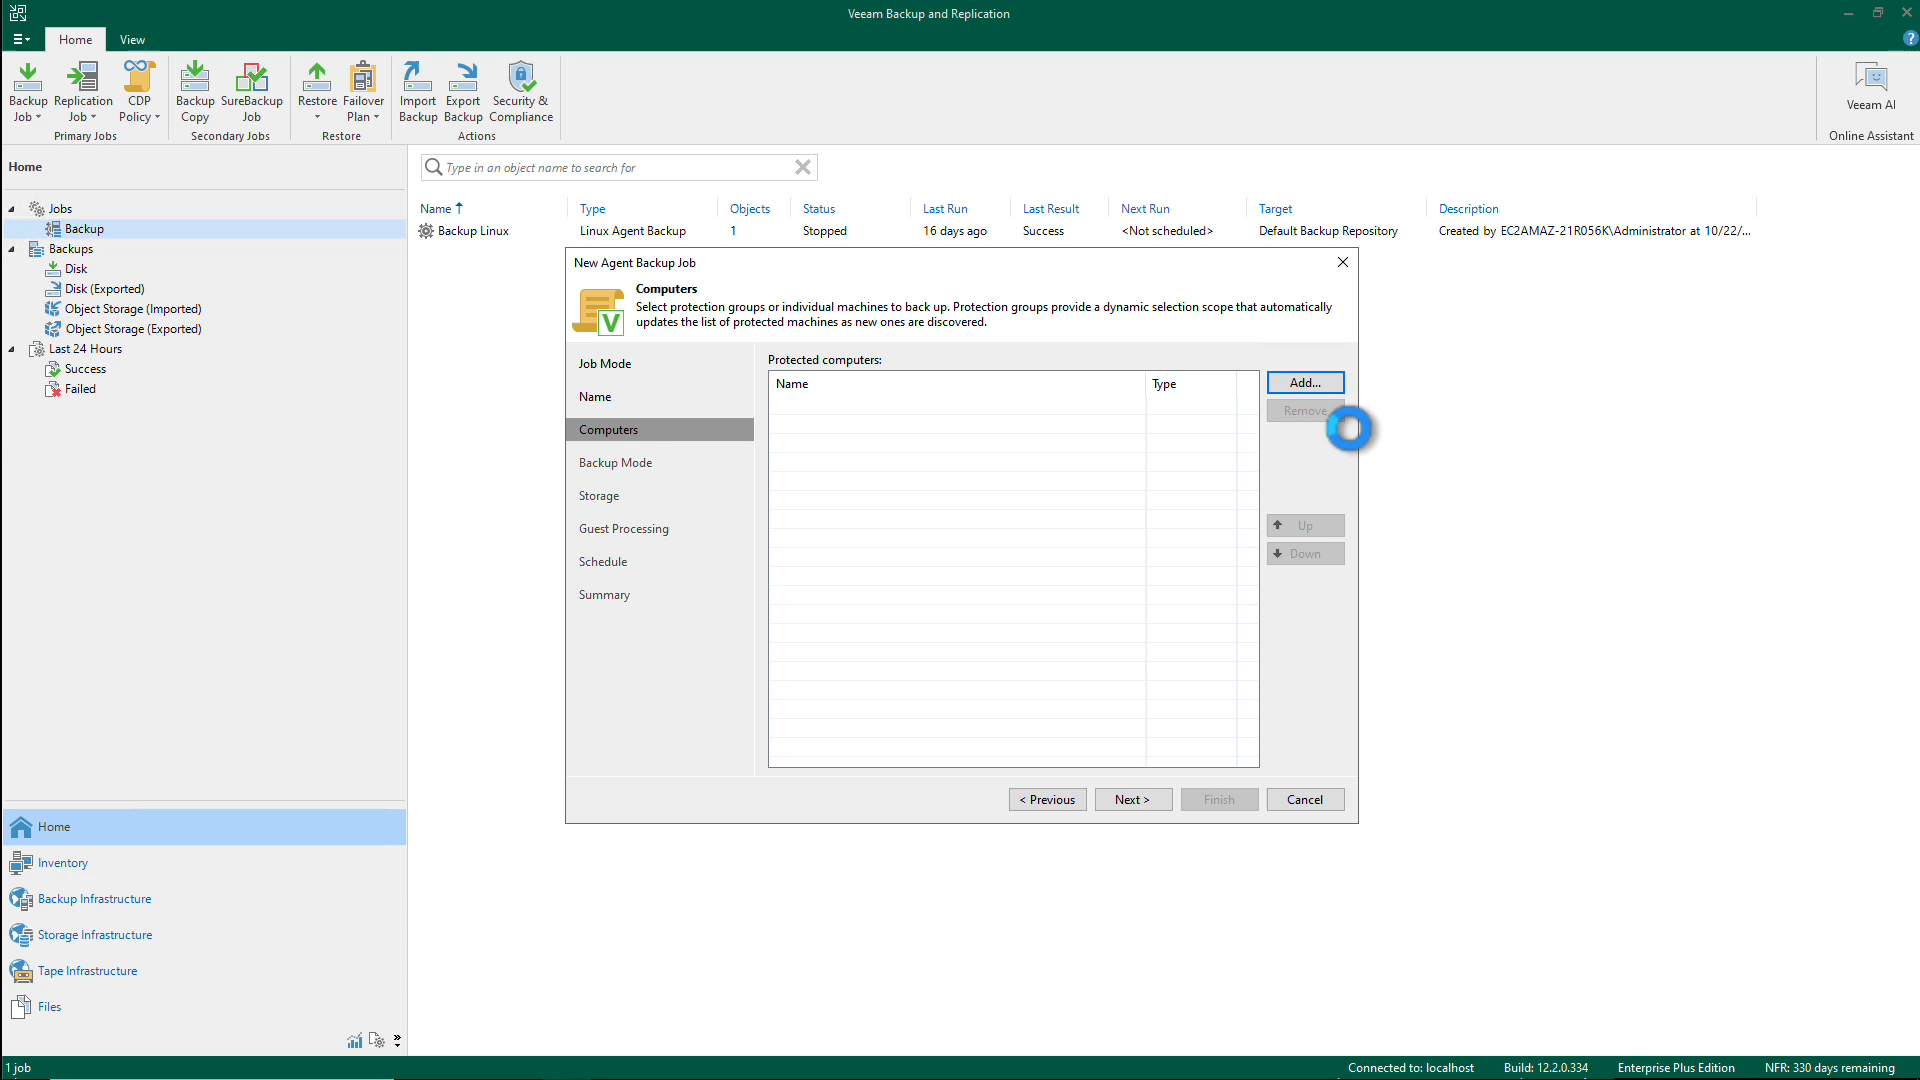 Veeam Backup and Replication
Home View
Backup Job
Replication Job
CDP Policy
Primary Jobs
Backup Copy
SureBackup Job
Secondary Jobs
Restore
Failover Plan
Restore
Import Backup
Export Backup
Security & Compliance
Actions
Veeam AI
Online Assistant
Home
Jobs
Backup
Backups
Disk
Disk (Exported)
Object Storage (Imported)
Object Storage (Exported)
Last 24 Hours
Success
Failed
Home
Inventory
Backup Infrastructure
Storage Infrastructure
Tape Infrastructure
Files
Type in an object name to search for
Name Type Objects Status Last Run Last Result Next Run Target Description
Backup Linux Linux Agent Backup 1 Stopped 16 days ago Success <Not scheduled> Default Backup Repository Created by EC2AMAZ-21R056K\Administrator at 10/22/...
New Agent Backup Job
Computers
Select protection groups or individual machines to back up. Protection groups provide a dynamic selection scope that automatically
updates the list of protected machines as new ones are discovered.
Job Mode
Name
Computers
Backup Mode
Storage
Guest Processing
Schedule
Summary
Protected computers:
Name Type
Add...
Remove
Up
Down
< Previous Next > Finish Cancel
1 job Connected to: localhost Build: 12.2.0.334 Enterprise Plus Edition NFR: 330 days remaining